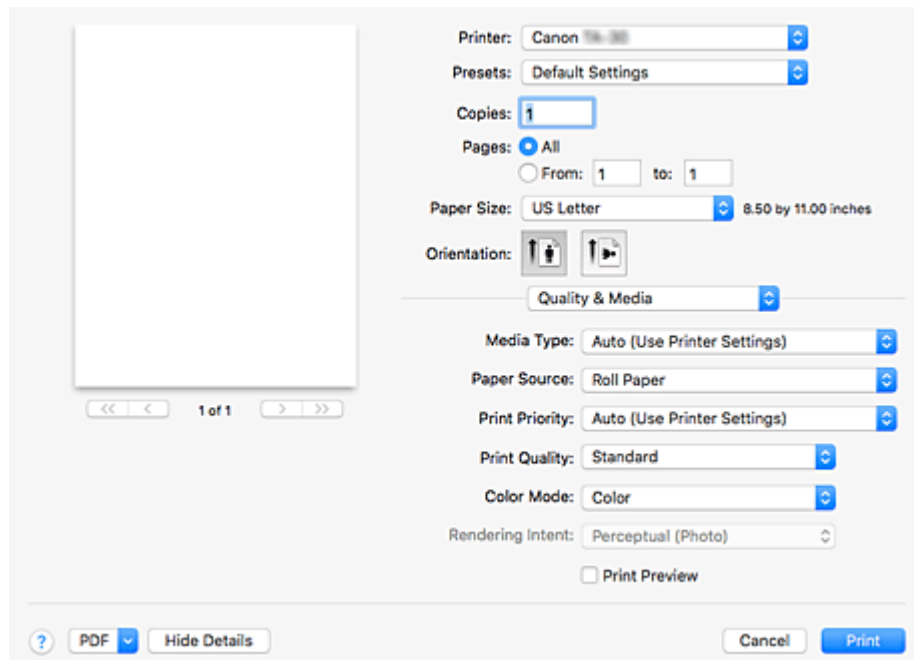 Printer: Canon
Presets: Default Settings
Copies: 1
Pages: All
From: 1 to: 1
Paper Size: US Letter 8.50 by 11.00 inches
Orientation:
Quality & Media
Media Type: Auto (Use Printer Settings)
Paper Source: Roll Paper
<< < 1 of 1 > >>
Print Priority: Auto (Use Printer Settings)
Print Quality: Standard
Color Mode: Color
Rendering Intent: Perceptual (Photo)
Print Preview
? PDF Hide Details Cancel Print